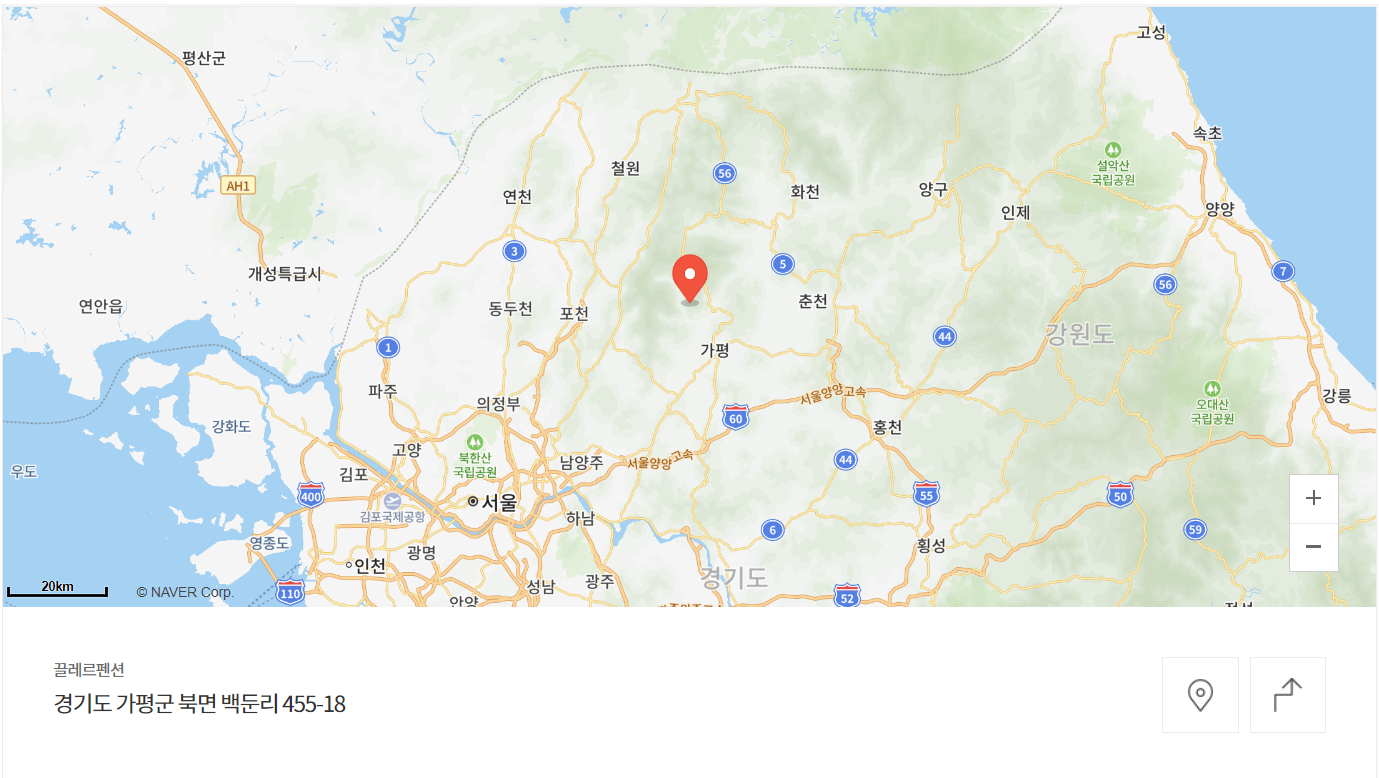 고성
평산군
속초
철원
설악산
국립공원
56
AH1
연천
화천
양구
인제
양양
3
5
7
개성특급시
56
연안읍
동두천
포천
춘천
강원도
44
1
가평
파주
서울양양고속
오대산
국립공원
강릉
의정부
60
강화도
홍천
고양
북한산
국립공원
남양주
서울양양고속
44
우도
김포
400
서울
55
50
김포국제공항
하남
6
59
영종도
광명
횡성
인천
경기도
20km
© NAVER Corp.
110
성남
광주
52
안양
+
−
끌레르펜션
경기도 가평군 북면 백둔리 455-18